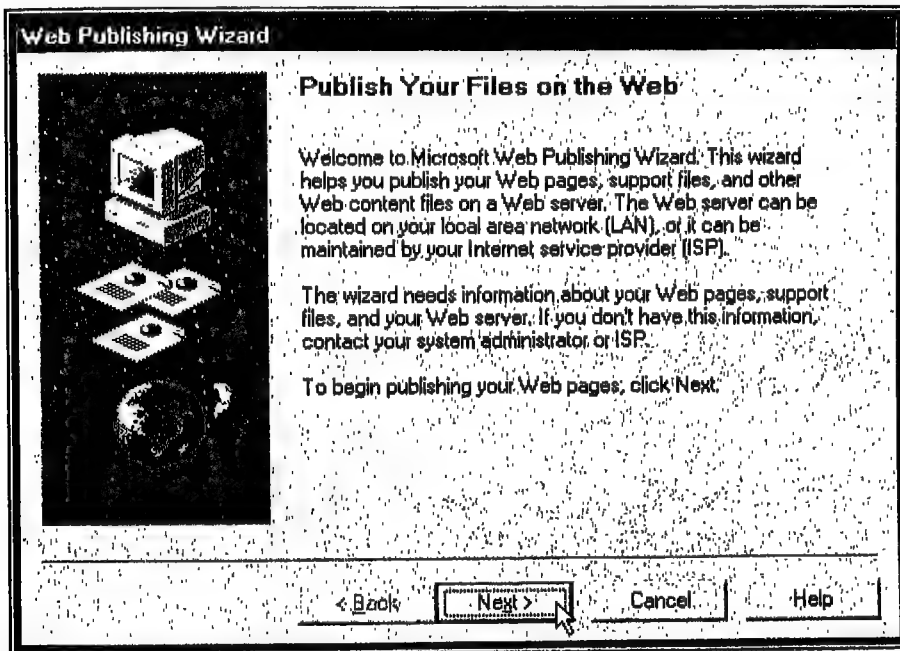 Web Publishing Wizard
Publish Your Files on the Web
Welcome to Microsoft Web Publishing Wizard. This wizard
helps you publish your Web pages, support files, and other
Web content files on a Web server. The Web server can be
located on your local area network (LAN), or it can be
maintained by your Internet service provider (ISP).
The wizard needs information about your Web pages, support
files, and your Web server. If you don't have this information,
contact your system administrator or ISP.
To begin publishing your Web pages, click Next.
< Back Next > Cancel Help